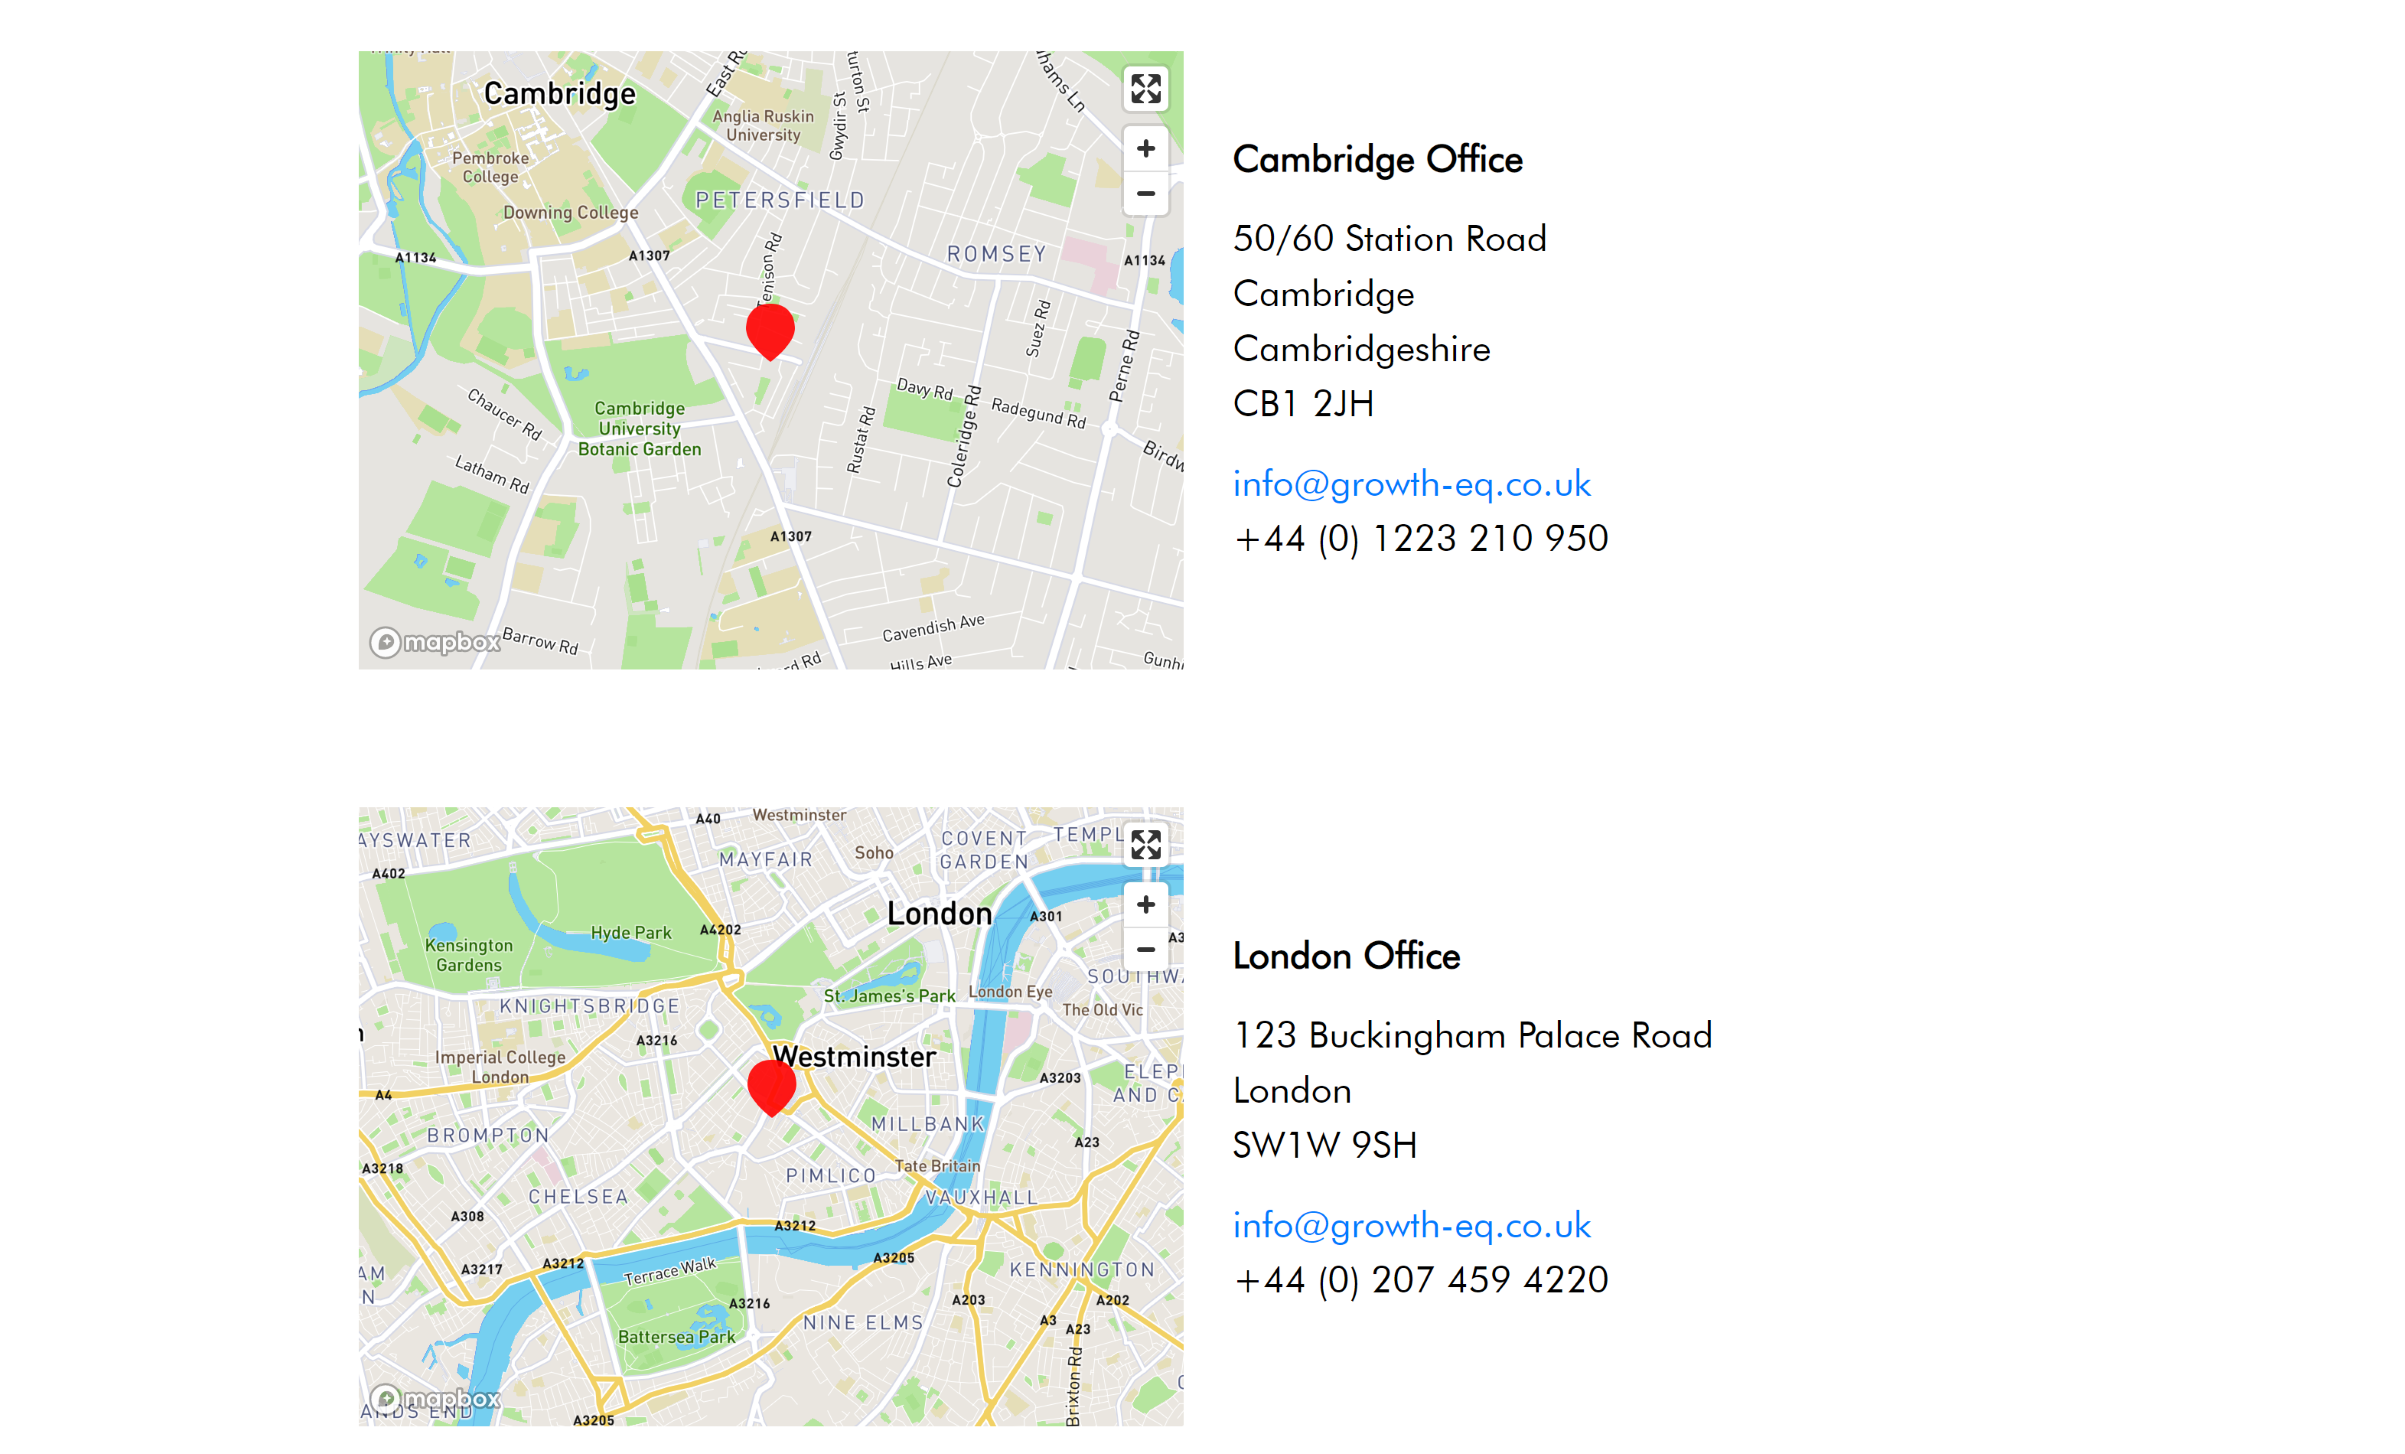 Cambridge
East Rd
Gwydir St
Anglia Ruskin
University
Pembroke
College
PETERSFIELD
Downing College
Tenison Rd
ROMSEY
A1134
A1307
A1134
Suez Rd
Perne Rd
Davy Rd
Radegund Rd
Coleridge Rd
Rustat Rd
Chaucer Rd
Cambridge
University
Botanic Garden
Latham Rd
A1307
Cavendish Ave
Hills Ave
Barrow Rd
mapbox
Cambridge Office
50/60 Station Road
Cambridge
Cambridgeshire
CB1 2JH
info@growth-eq.co.uk
+44 (0) 1223 210 950
A40
Westminster
MAYFAIR
Soho
COVENT
GARDEN
A402
London
A301
Hyde Park
A4202
Kensington
Gardens
KNIGHTSBRIDGE
St. James's Park
London Eye
The Old Vic
A3216
Westminster
Imperial College
London
A4
A3203
MILLBANK
BROMPTON
A23
A3218
PIMLICO
Tate Britain
CHELSEA
VAUXHALL
A308
A3212
A3205
A3217
A3212
Terrace Walk
KENNINGTON
A3216
A203
A202
Battersea Park
NINE ELMS
A3
A23
Brixton Rd
mapbox
A3205
London Office
123 Buckingham Palace Road
London
SW1W 9SH
info@growth-eq.co.uk
+44 (0) 207 459 4220